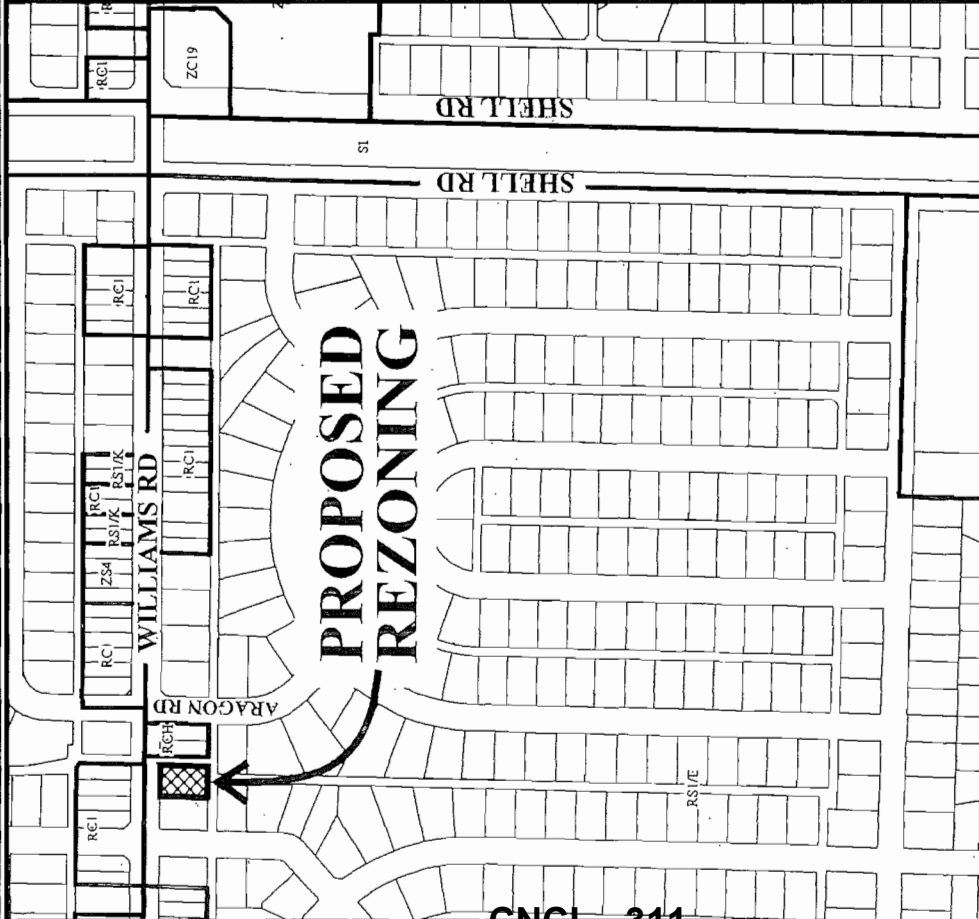 RC1
ZC19
SHELL RD
S1
SHELL RD
RC1
RC1
PROPOSED
REZONING
RS1/K
RC1
RS1/K
ZS4
RC1
WILLIAMS RD
RC1
ARAGON RD
RCH
RC1
RS1/E
CNCL 211